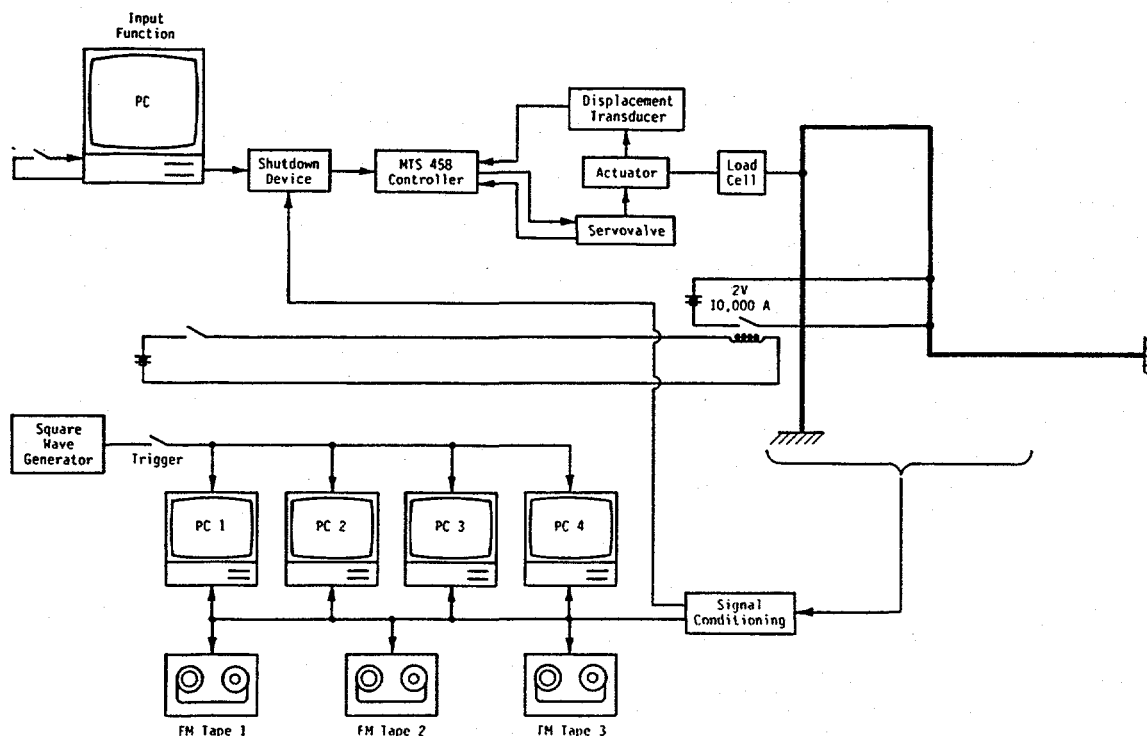 Input
Function
PC
Displacement
Transducer
Shutdown
Device
MTS 458
Controller
Actuator
Load
Cell
Servovalve
2V
10,000 A
Square
Wave
Generator
Trigger
PC 1
PC 2
PC 3
PC 4
Signal
Conditioning
FM Tape 1
FM Tape 2
FM Tape 3